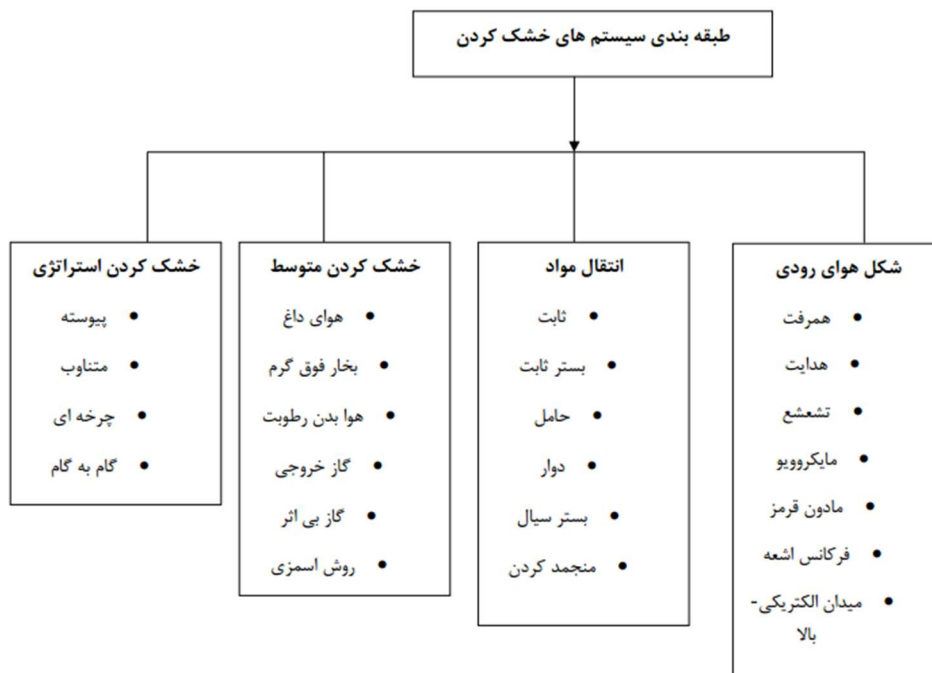 طبقه بندی سیستم های خشک کردن
شکل هوای رودی
• همرفت
• هدایت
• تشعشع
• مایکروویو
• مادون قرمز
• فرکانس اشعه
• میدان الکتریکی-
بالا
انتقال مواد
• ثابت
• بستر ثابت
• حامل
• دوار
• بستر سیال
• منجمد کردن
خشک کردن متوسط
• هوای داغ
• بخار فوق گرم
• هوا بدن رطوبت
• گاز خروجی
• گاز بی اثر
• روش اسمزی
خشک کردن استراتژی
• پیوسته
• متناوب
• چرخه ای
• گام به گام